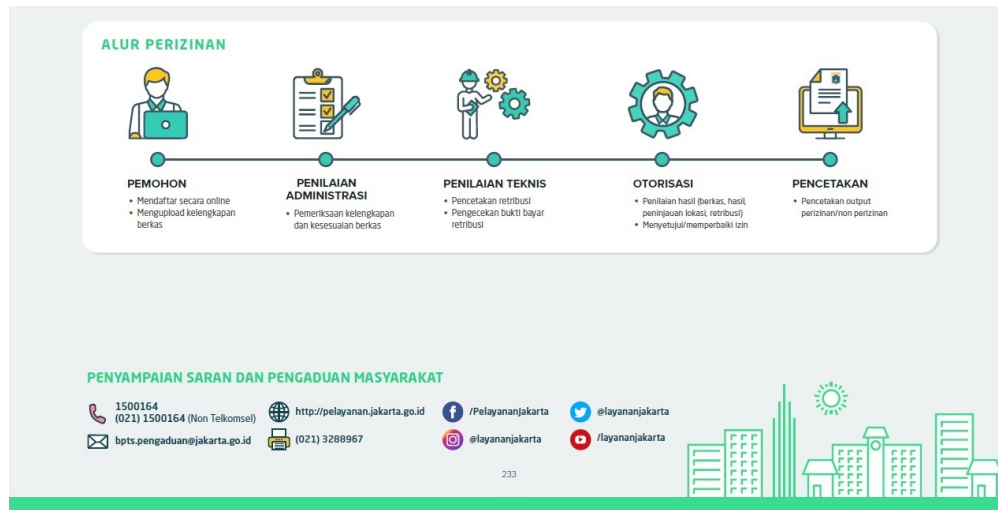 ALUR PERIZINAN
PEMOHON
• Mendaftar secara online
• Mengupload kelengkapan
berkas
PENILAIAN
ADMINISTRASI
• Pemeriksaan kelengkapan
dan kesesuaian berkas
PENILAIAN TEKNIS
• Pencetakan retribusi
• Pengecekan bukti bayar
retribusi
OTORISASI
• Penilaian hasil (berkas, hasil,
peninjauan lokasi, retribusi)
• Menyetujui/memperbaiki izin
PENCETAKAN
• Pencetakan output
perizinan/non perizinan
PENYAMPAIAN SARAN DAN PENGADUAN MASYARAKAT
1500164
(021) 1500164 (Non Telkomsel)
bpts.pengaduan@jakarta.go.id
http://pelayanan.jakarta.go.id
(021) 3288967
/PelayananJakarta
@layananjakarta
@layananjakarta
/layananjakarta
233